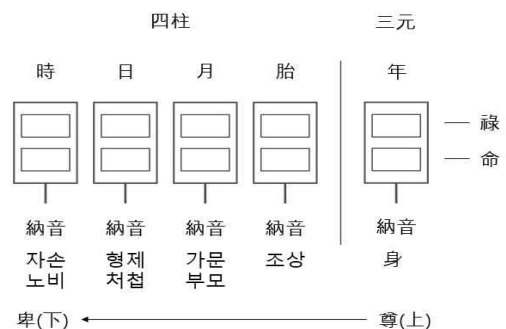 四柱 三元
時 日 月 胎 年
祿
命
納音 納音 納音 納音 納音
자손 형제 가문 조상 身
노비 처첩 부모
卑(下) 尊(上)